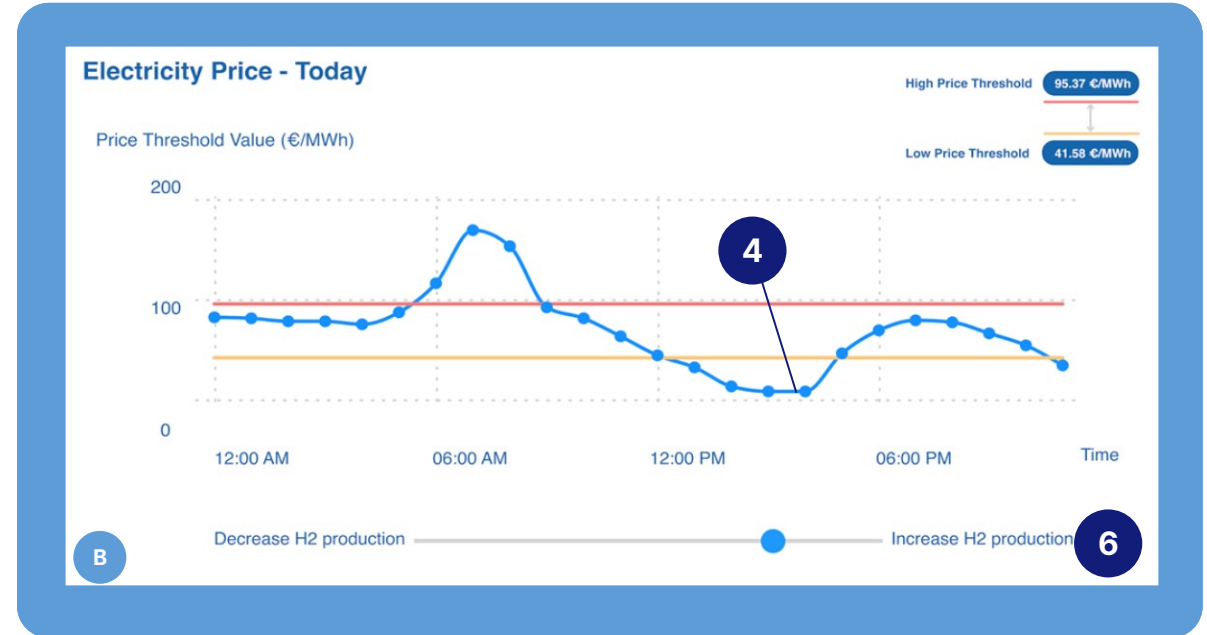 Electricity Price - Today
High Price Threshold 95.37 €/MWh
Price Threshold Value (€/MWh)
Low Price Threshold 41.58 €/MWh
200
4
100
0
12:00 AM 06:00 AM 12:00 PM 06:00 PM Time
Decrease H2 production Increase H2 production 6
B